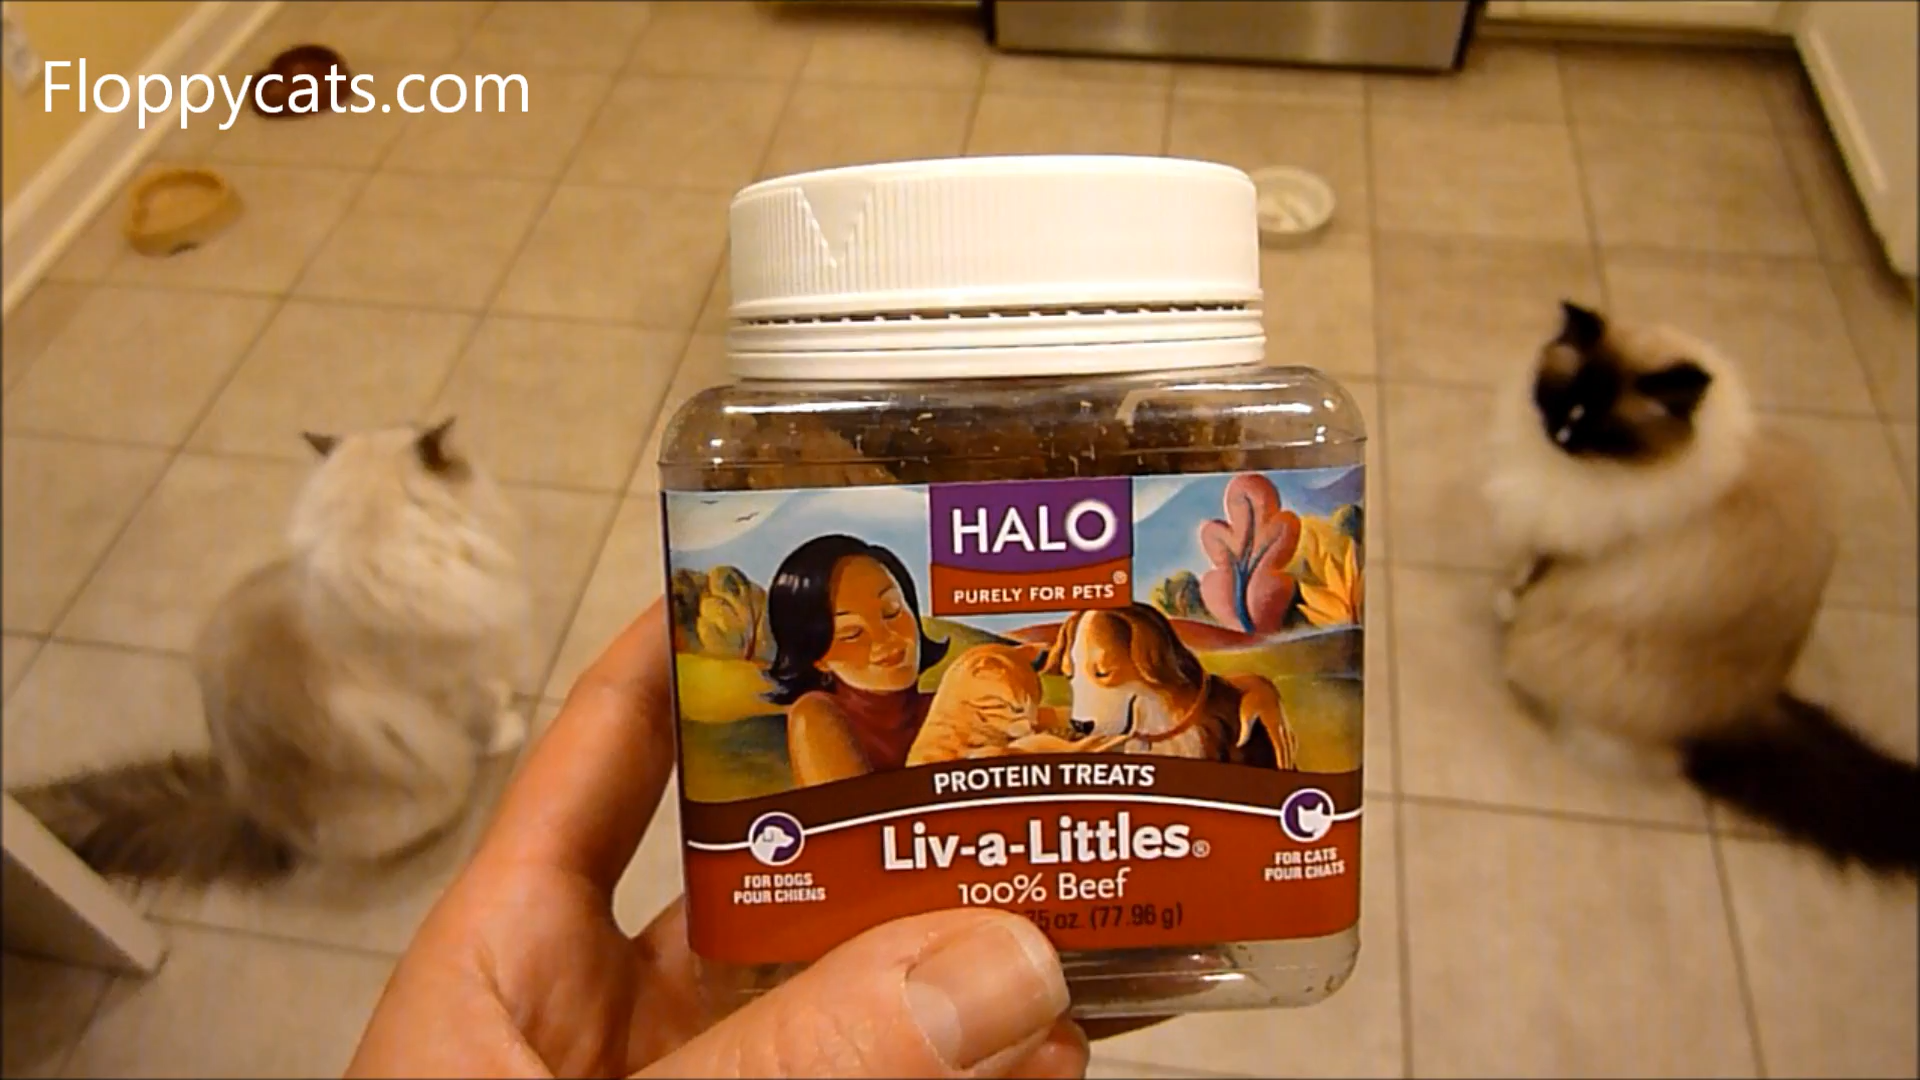 Floppycats.com
HALO
PURELY FOR PETS®
PROTEIN TREATS
Liv-a-Littles®
100% Beef
oz. (77.96 g)
FOR DOGS
POUR CHIENS
FOR CATS
POUR CHATS